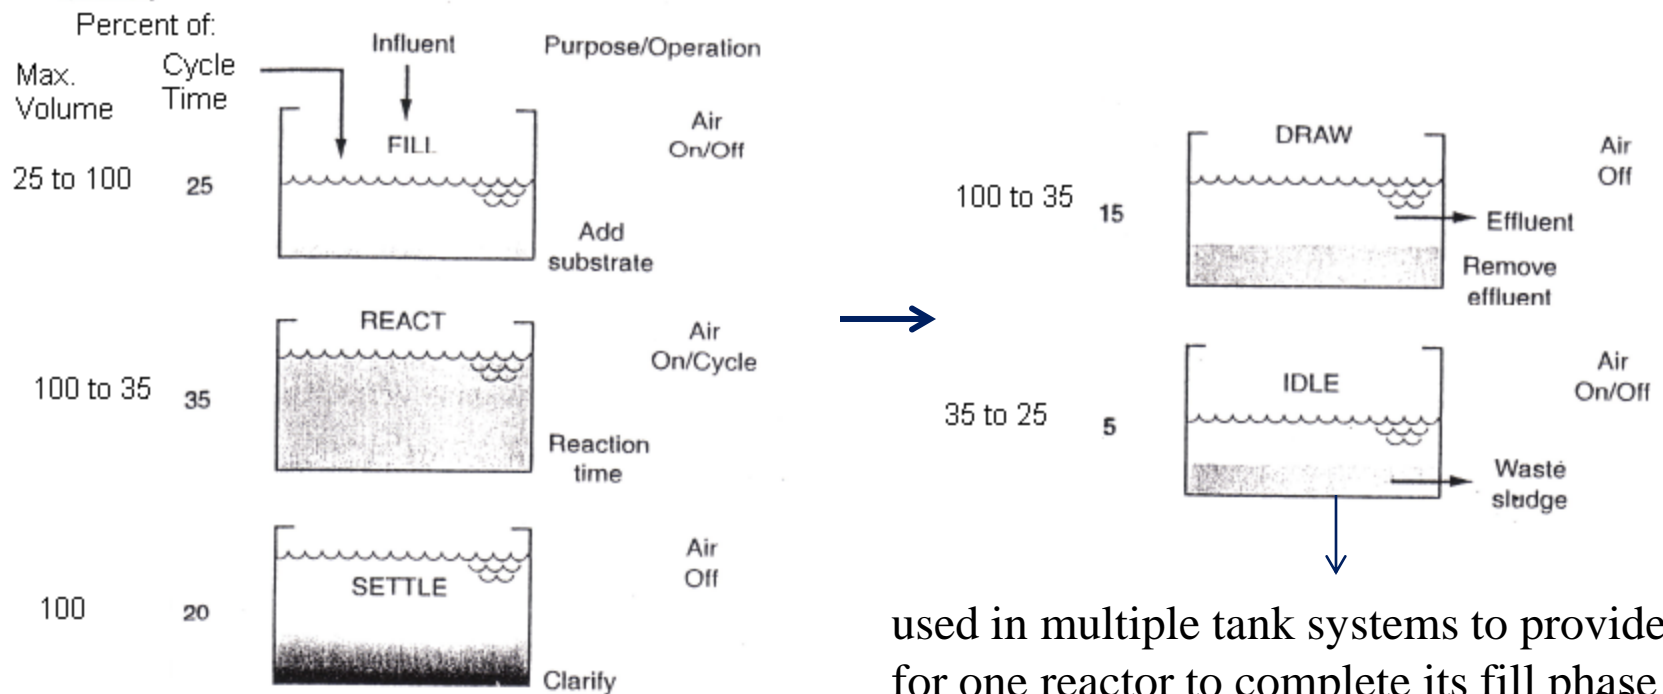 Percent of:
Max.
Volume
Cycle
Time
Influent
Purpose/Operation
25 to 100
25
FILL
Air
On/Off
Add
substrate
100 to 35
35
REACT
Air
On/Cycle
Reaction
time
100
20
SETTLE
Air
Off
Clarify
100 to 35
15
DRAW
Air
Off
Effluent
Remove
effluent
35 to 25
5
IDLE
Air
On/Off
Waste
sludge
used in multiple tank systems to provide
for one reactor to complete its fill phase